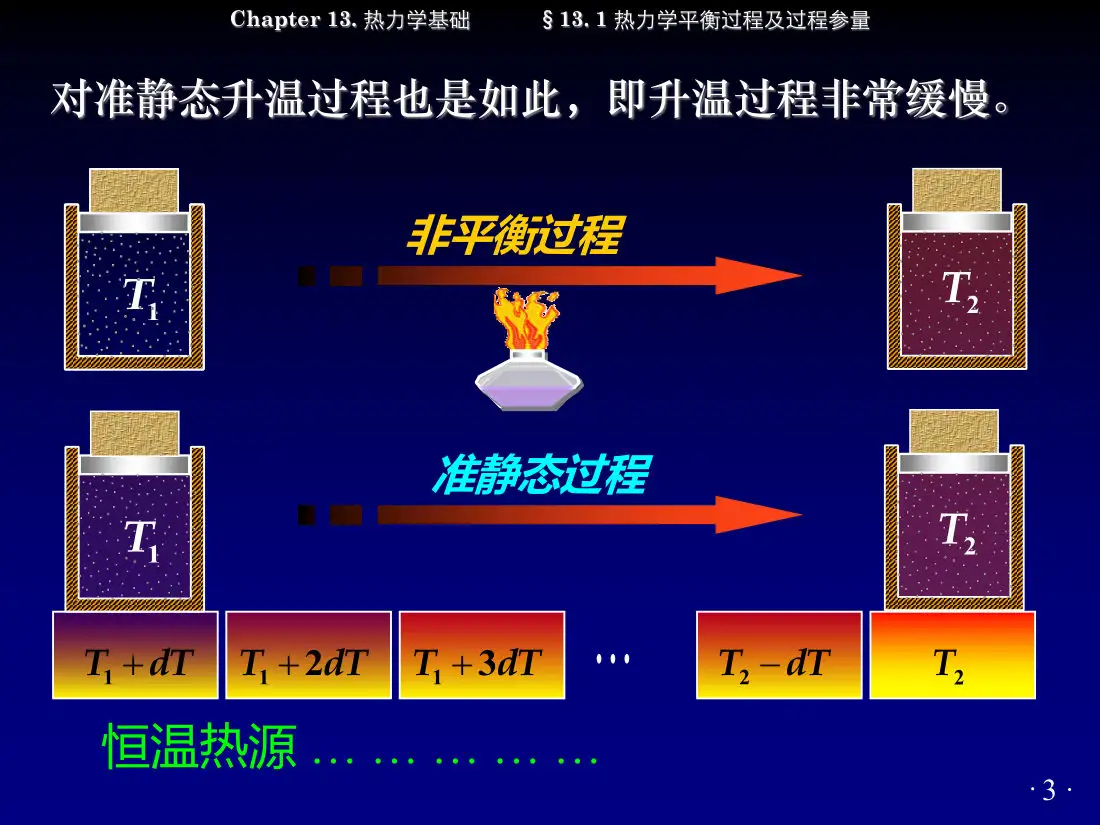 Chapter 13. 热力学基础 §13. 1 热力学平衡过程及过程参量
对准静态升温过程也是如此，即升温过程非常缓慢。
非平衡过程
T₁
T₂
准静态过程
T₁
T₂
T₁ + dT
T₁ + 2dT
T₁ + 3dT
…
T₂ − dT
T₂
恒温热源 … … … … …
· 3 ·